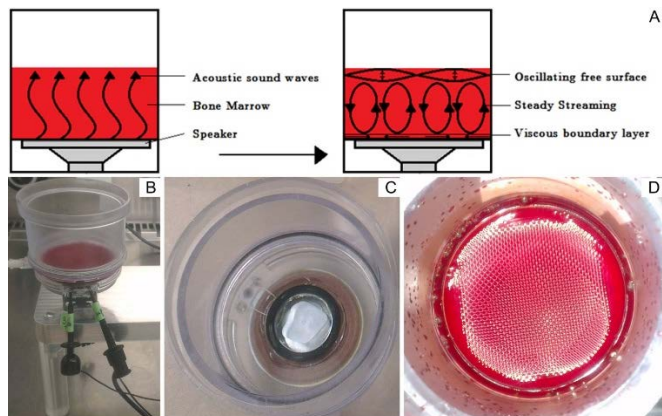 A
Acoustic sound waves
Bone Marrow
Speaker
Oscillating free surface
Steady Streaming
Viscous boundary layer
B
C
D